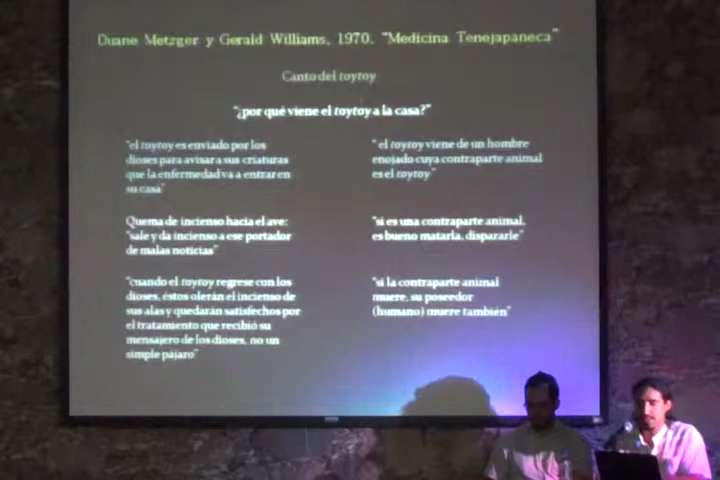 Duane Metzger y Gerald Williams, 1970. "Medicina Tenejapaneca"
Canto del toytoy
"¿por qué viene el toytoy a la casa?"
"el toytoy es enviado por los
dioses para avisar a sus criaturas
que la enfermedad va a entrar en
su casa"
Quema de incienso hacia el ave:
"sale y da incienso a ese portador
de malas noticias"
"cuando el toytoy regrese con los
dioses, éstos olerán el incienso de
sus alas y quedarán satisfechos por
el tratamiento que recibió su
mensajero de los dioses, no un
simple pájaro"
" el toytoy viene de un hombre
enojado cuya contraparte animal
es el toytoy"
"si es una contraparte animal,
es bueno matarla, dispararle"
"si la contraparte animal
muere, su poseedor
(humano) muere también"